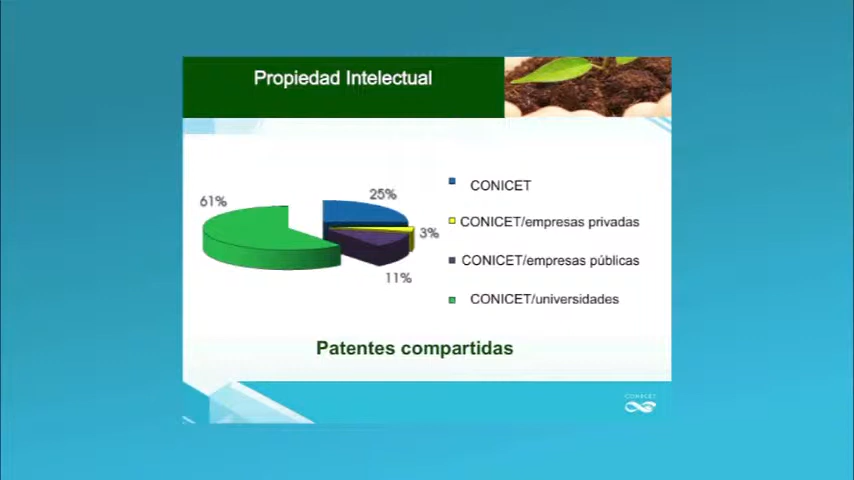 Propiedad Intelectual
61%
25%
3%
11%
CONICET
CONICET/empresas privadas
CONICET/empresas públicas
CONICET/universidades
Patentes compartidas
CONICET